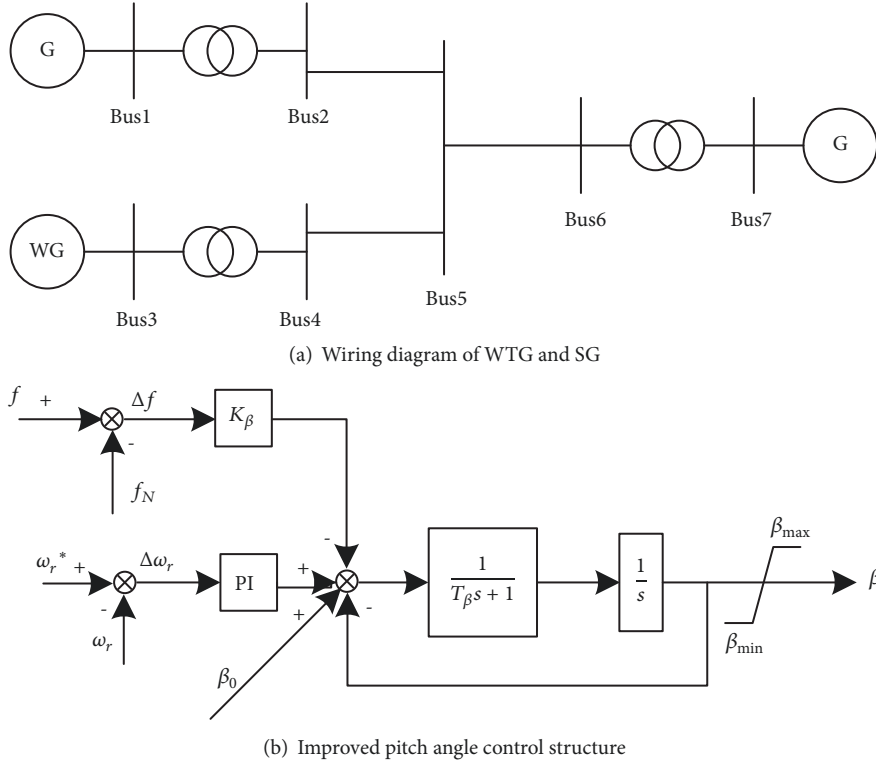 G
Bus1
Bus2
WG
Bus3
Bus4
Bus5
Bus6
Bus7
G
(a) Wiring diagram of WTG and SG
f
+
Δf
-
f_N
K_β
-
ω_r*
+
Δω_r
-
ω_r
PI
+
+
-
β_0
1
T_βs + 1
1
s
β_max
β_min
β
(b) Improved pitch angle control structure